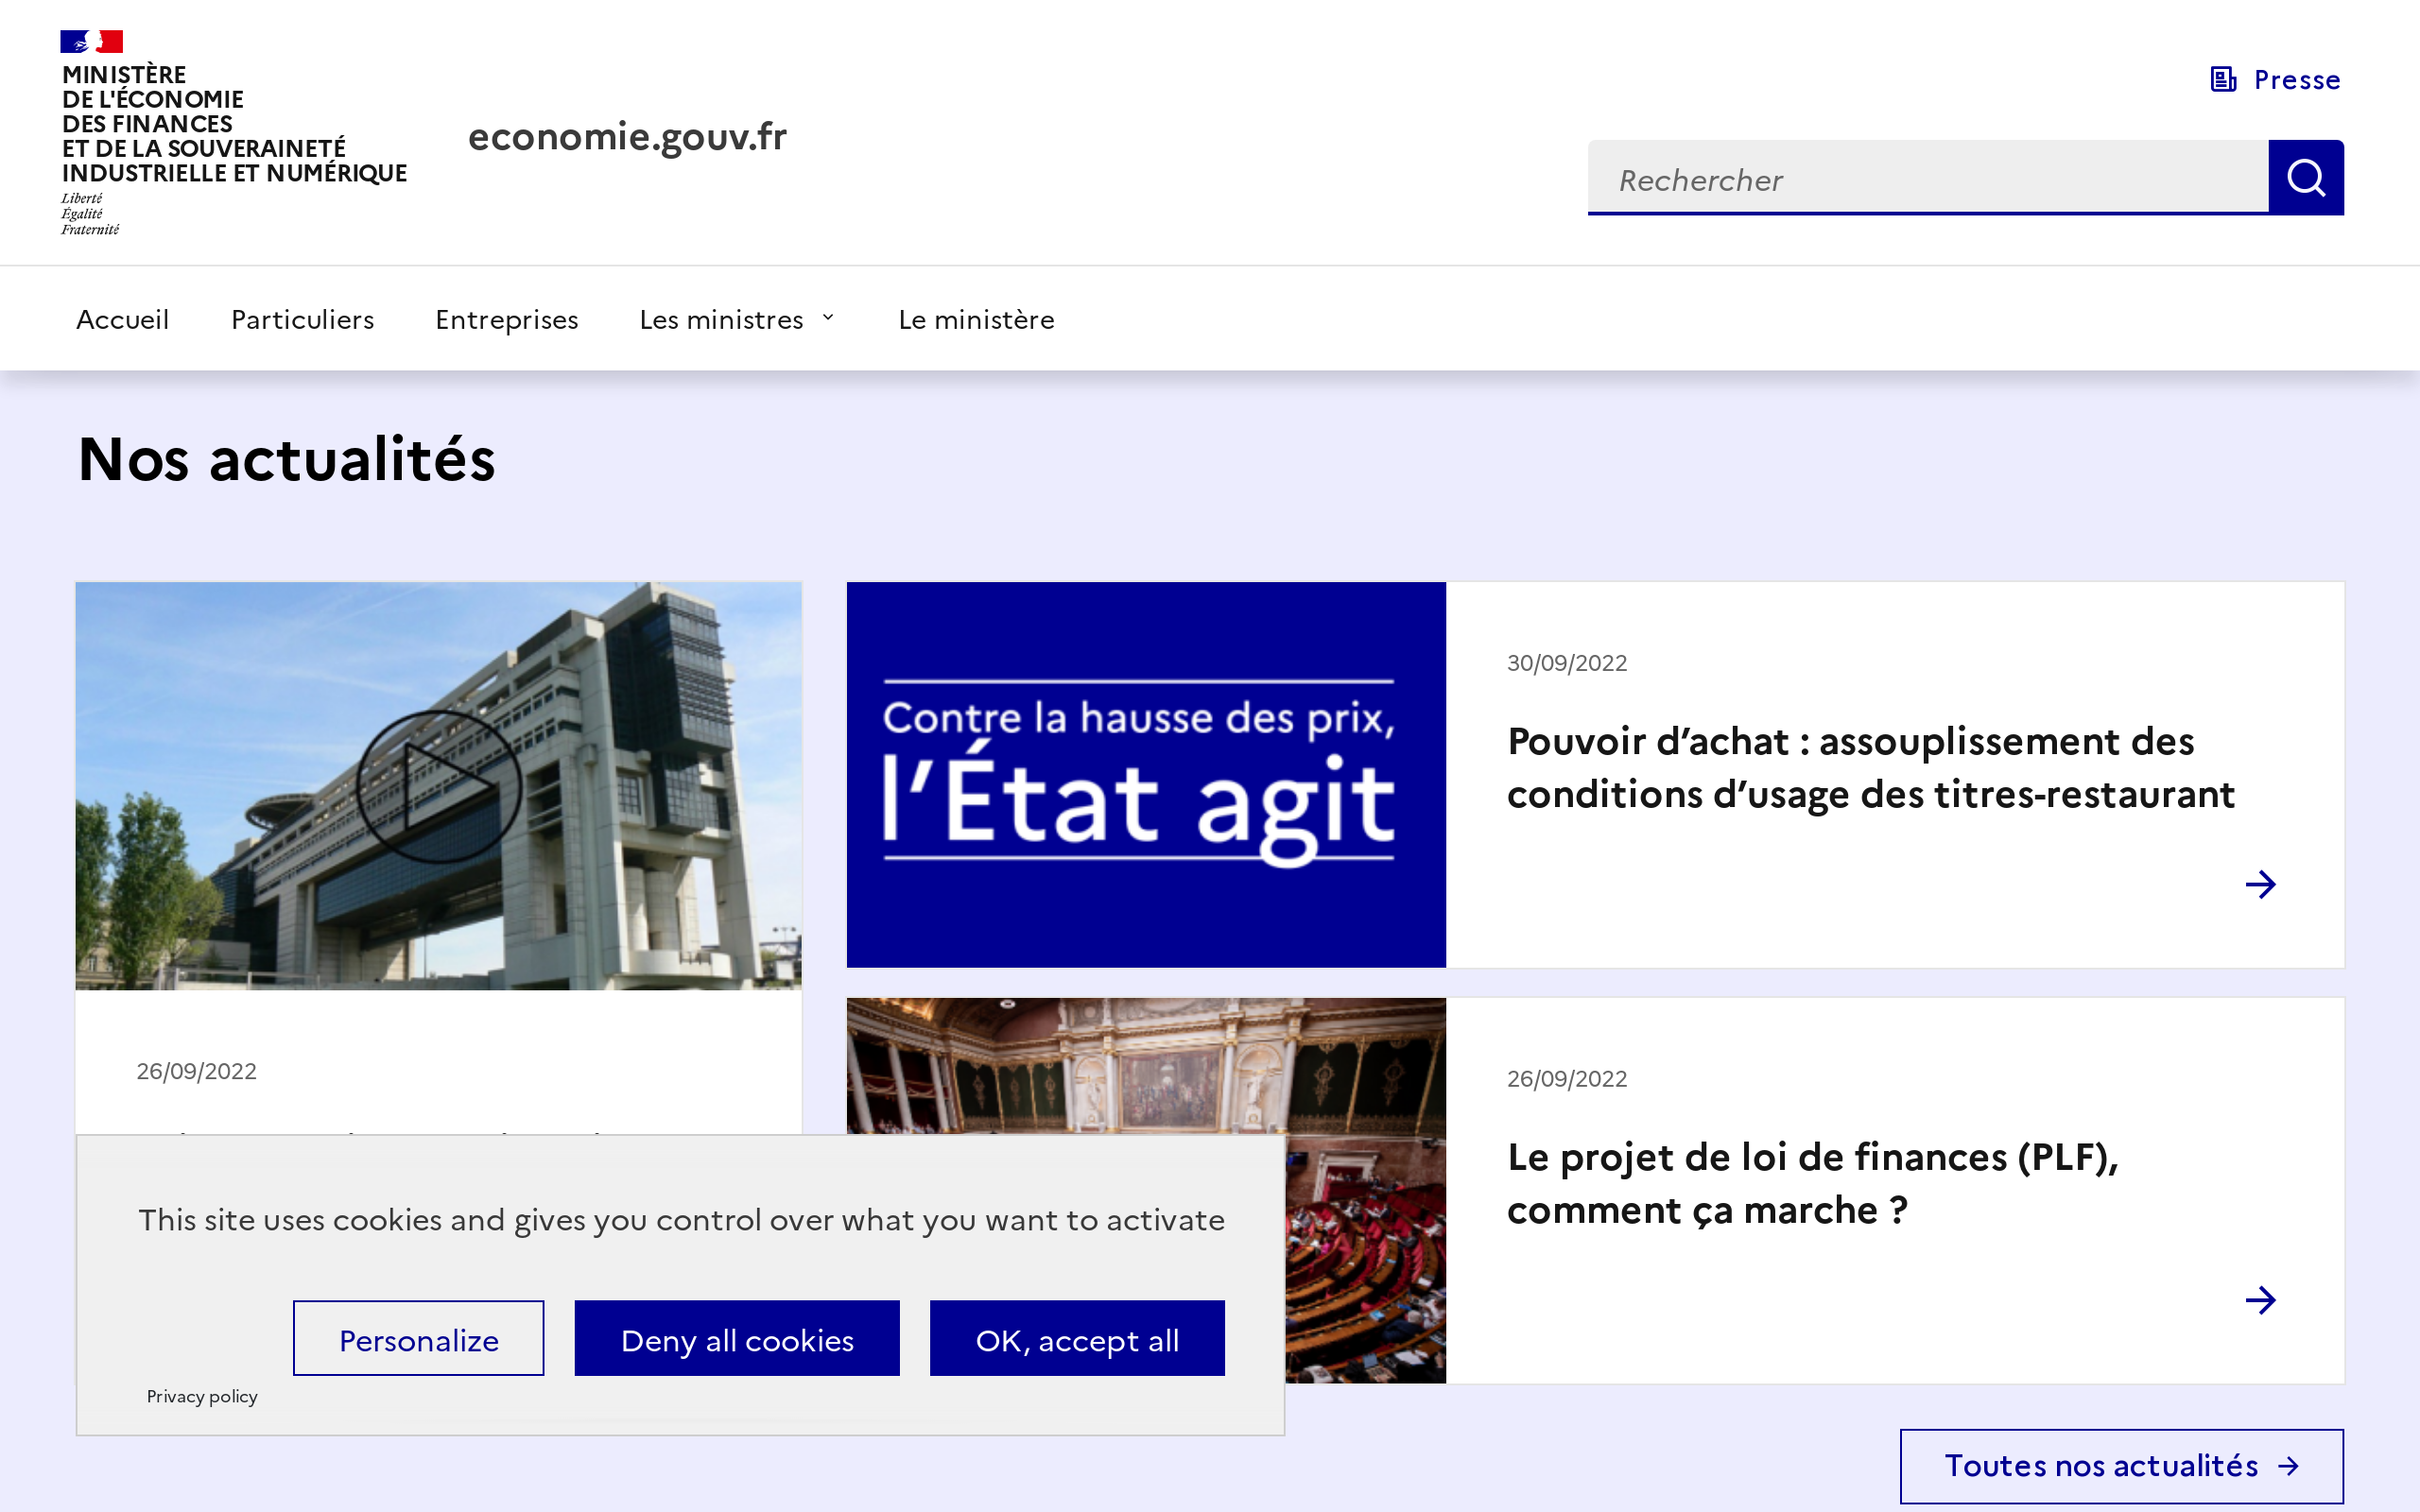 MINISTÈRE
DE L'ÉCONOMIE
DES FINANCES
ET DE LA SOUVERAINETÉ
INDUSTRIELLE ET NUMÉRIQUE
Liberté
Égalité
Fraternité
economie.gouv.fr
Presse
Rechercher
Accueil
Particuliers
Entreprises
Les ministres
Le ministère
Nos actualités
Contre la hausse des prix,
l’État agit
30/09/2022
Pouvoir d’achat : assouplissement des
conditions d’usage des titres-restaurant
26/09/2022
26/09/2022
Le projet de loi de finances (PLF),
comment ça marche ?
This site uses cookies and gives you control over what you want to activate
Personalize
Deny all cookies
OK, accept all
Privacy policy
Toutes nos actualités